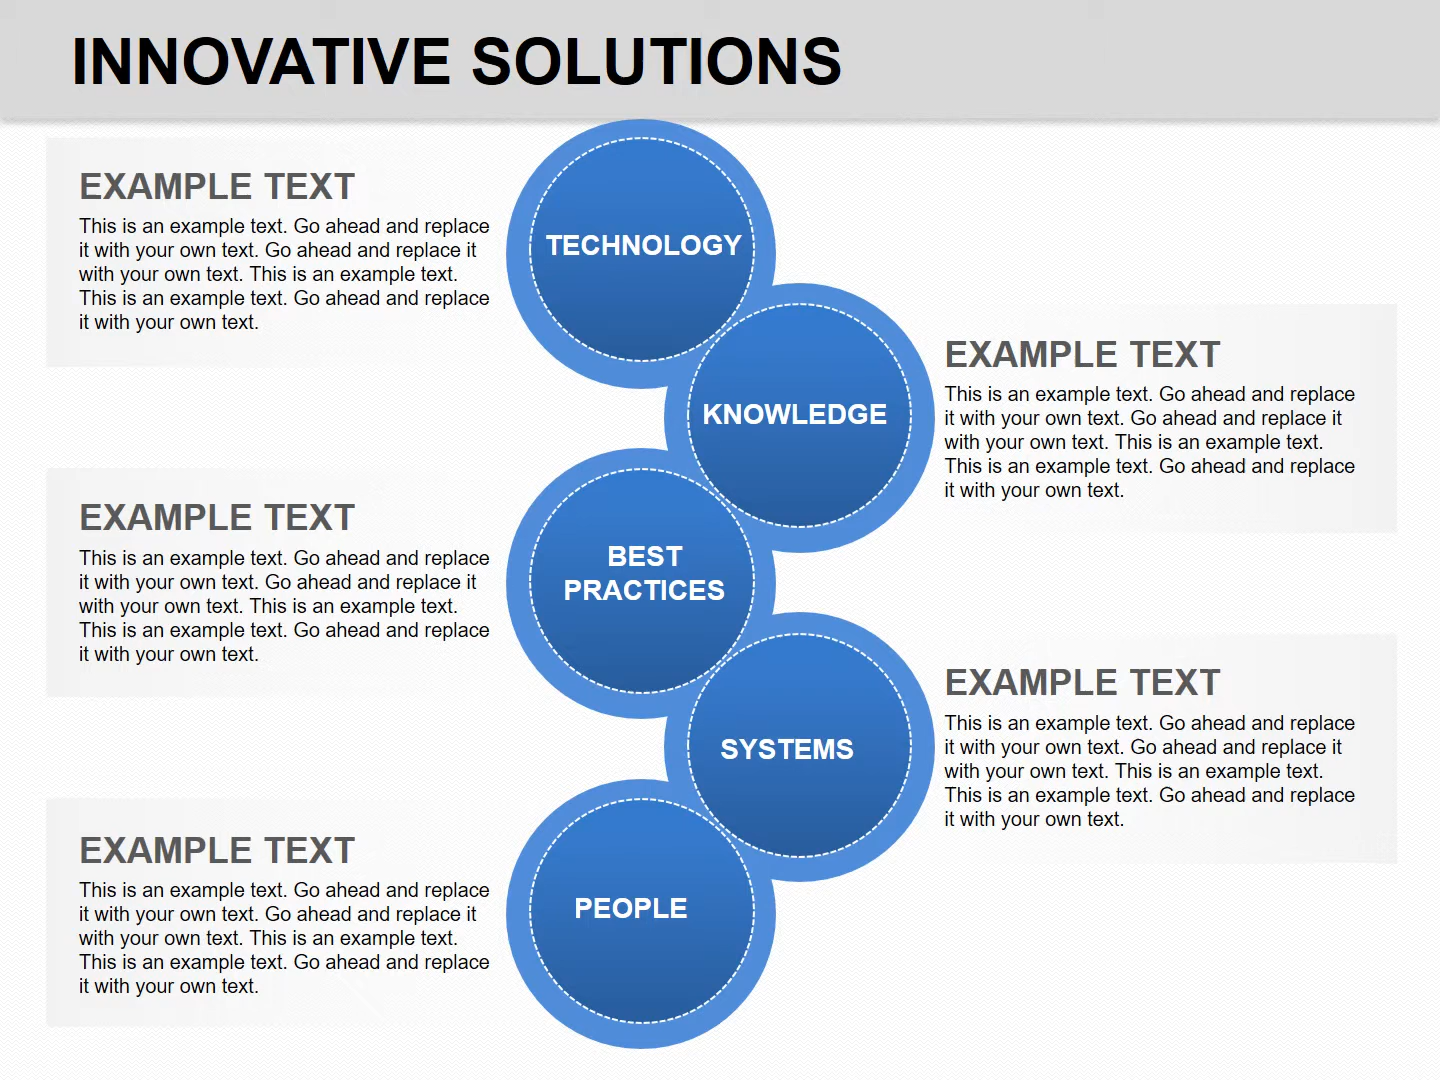 INNOVATIVE SOLUTIONS
EXAMPLE TEXT
This is an example text. Go ahead and replace
it with your own text. Go ahead and replace it
with your own text. This is an example text.
This is an example text. Go ahead and replace
it with your own text.
TECHNOLOGY
KNOWLEDGE
EXAMPLE TEXT
This is an example text. Go ahead and replace
it with your own text. Go ahead and replace it
with your own text. This is an example text.
This is an example text. Go ahead and replace
it with your own text.
EXAMPLE TEXT
This is an example text. Go ahead and replace
it with your own text. Go ahead and replace it
with your own text. This is an example text.
This is an example text. Go ahead and replace
it with your own text.
BEST
PRACTICES
SYSTEMS
EXAMPLE TEXT
This is an example text. Go ahead and replace
it with your own text. Go ahead and replace it
with your own text. This is an example text.
This is an example text. Go ahead and replace
it with your own text.
EXAMPLE TEXT
This is an example text. Go ahead and replace
it with your own text. Go ahead and replace it
with your own text. This is an example text.
This is an example text. Go ahead and replace
it with your own text.
PEOPLE